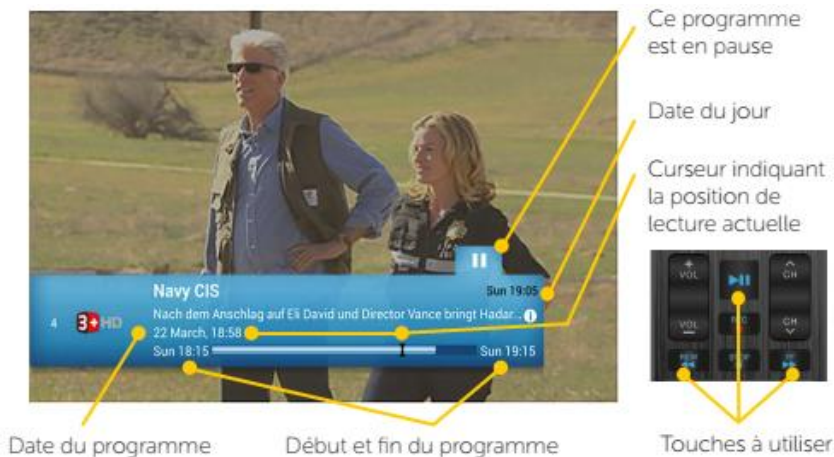 Ce programme
est en pause
Date du jour
Curseur indiquant
la position de
lecture actuelle
Navy CIS
Sun 19:05
Nach dem Anschlag auf Eli David und Director Vance bringt Hadar...
4 3+ HD
22 March, 18:58
Sun 18:15
Sun 19:15
+
VOL
CH
VOL
REC
CH
REW
STOP
FF
Date du programme
Début et fin du programme
Touches à utiliser